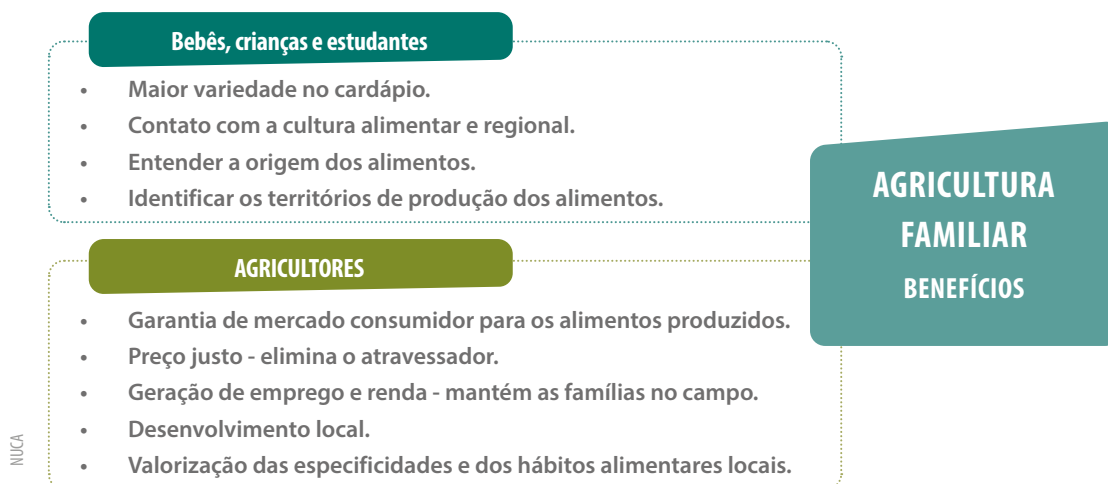 Bebês, crianças e estudantes
• Maior variedade no cardápio.
• Contato com a cultura alimentar e regional.
• Entender a origem dos alimentos.
• Identificar os territórios de produção dos alimentos.
AGRICULTURA
FAMILIAR
BENEFÍCIOS
AGRICULTORES
• Garantia de mercado consumidor para os alimentos produzidos.
• Preço justo - elimina o atravessador.
• Geração de emprego e renda - mantém as famílias no campo.
• Desenvolvimento local.
• Valorização das especificidades e dos hábitos alimentares locais.
NUCA